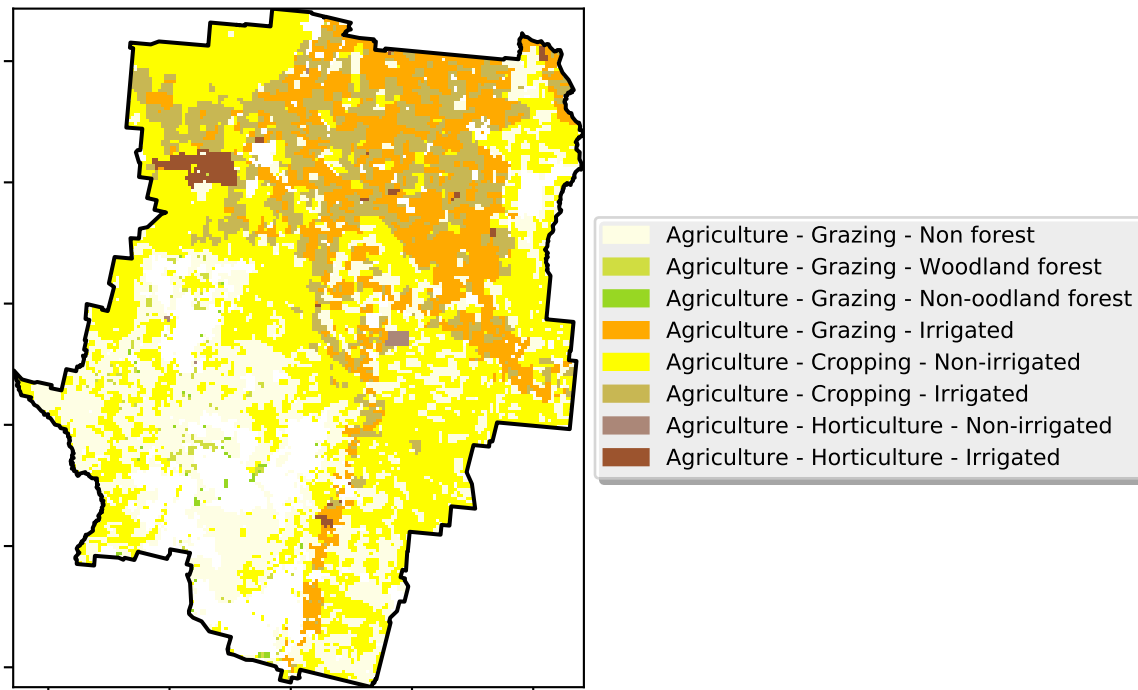 Agriculture - Grazing - Non forest
Agriculture - Grazing - Woodland forest
Agriculture - Grazing - Non-oodland forest
Agriculture - Grazing - Irrigated
Agriculture - Cropping - Non-irrigated
Agriculture - Cropping - Irrigated
Agriculture - Horticulture - Non-irrigated
Agriculture - Horticulture - Irrigated